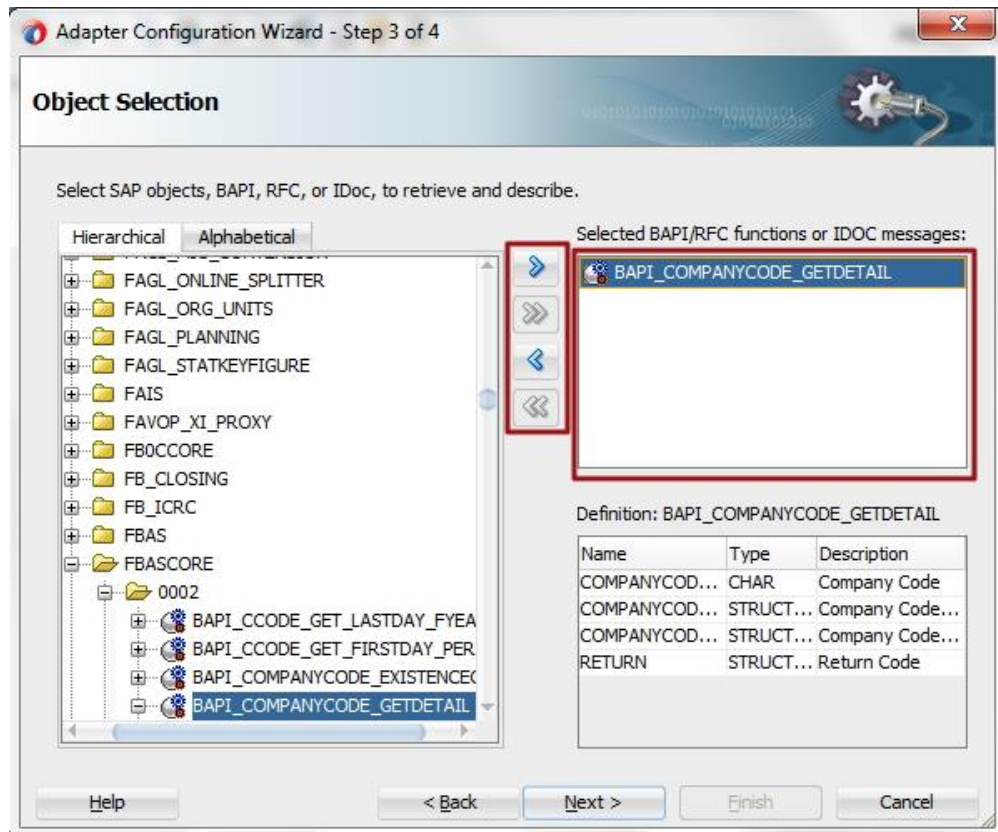 Adapter Configuration Wizard - Step 3 of 4
Object Selection
Select SAP objects, BAPI, RFC, or IDoc, to retrieve and describe.
Hierarchical
Alphabetical
FAGL_ONLINE_SPLITTER
FAGL_ORG_UNITS
FAGL_PLANNING
FAGL_STATKEYFIGURE
FAIS
FAVOP_XI_PROXY
FB0CCORE
FB_CLOSING
FB_ICRC
FBAS
FBASCORE
0002
BAPI_CCODE_GET_LASTDAY_FYEA
BAPI_CCODE_GET_FIRSTDAY_PER
BAPI_COMPANYCODE_EXISTENCEC
BAPI_COMPANYCODE_GETDETAIL
Selected BAPI/RFC functions or IDOC messages:
BAPI_COMPANYCODE_GETDETAIL
Definition: BAPI_COMPANYCODE_GETDETAIL
Name Type Description
COMPANYCOD... CHAR Company Code
COMPANYCOD... STRUCT... Company Code...
COMPANYCOD... STRUCT... Company Code...
RETURN STRUCT... Return Code
Help < Back Next > Finish Cancel